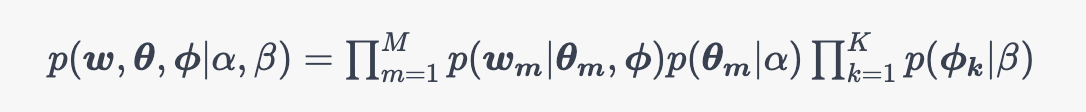 p(w, θ, ϕ|α, β) = ∏_{m=1}^{M} p(w_m|θ_m, ϕ)p(θ_m|α) ∏_{k=1}^{K} p(ϕ_k|β)